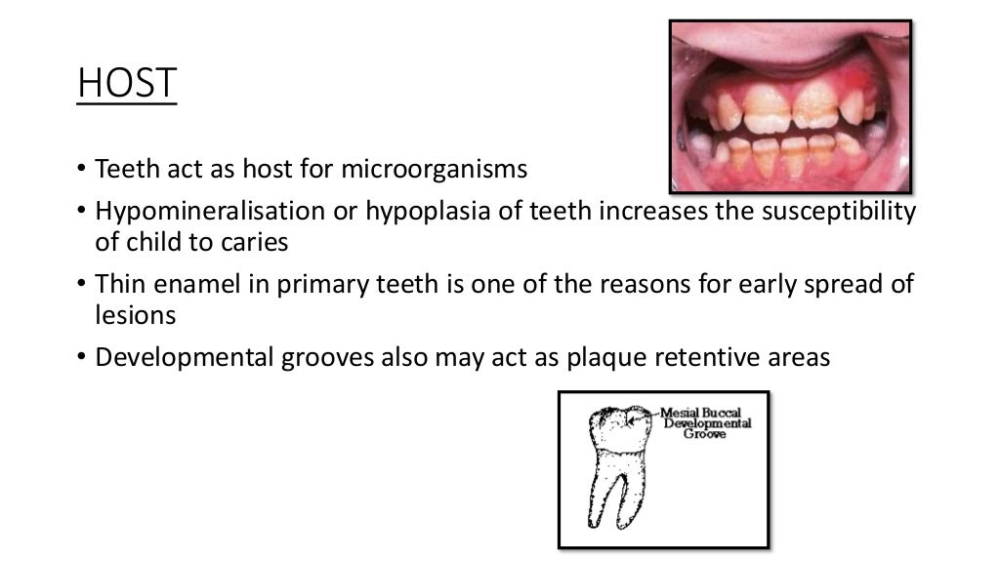 HOST
• Teeth act as host for microorganisms
• Hypomineralisation or hypoplasia of teeth increases the susceptibility
of child to caries
• Thin enamel in primary teeth is one of the reasons for early spread of
lesions
• Developmental grooves also may act as plaque retentive areas
Mesial Buccal
Developmental
Groove